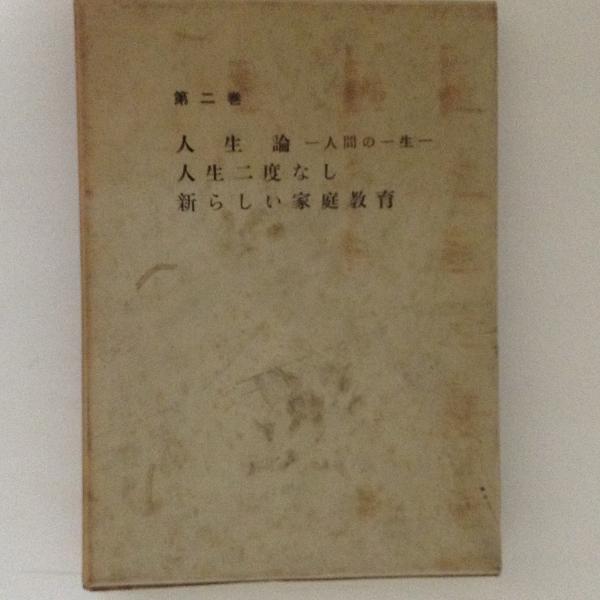 第二巻
人生論 ―人間の一生―
人生二度なし
新らしい家庭教育